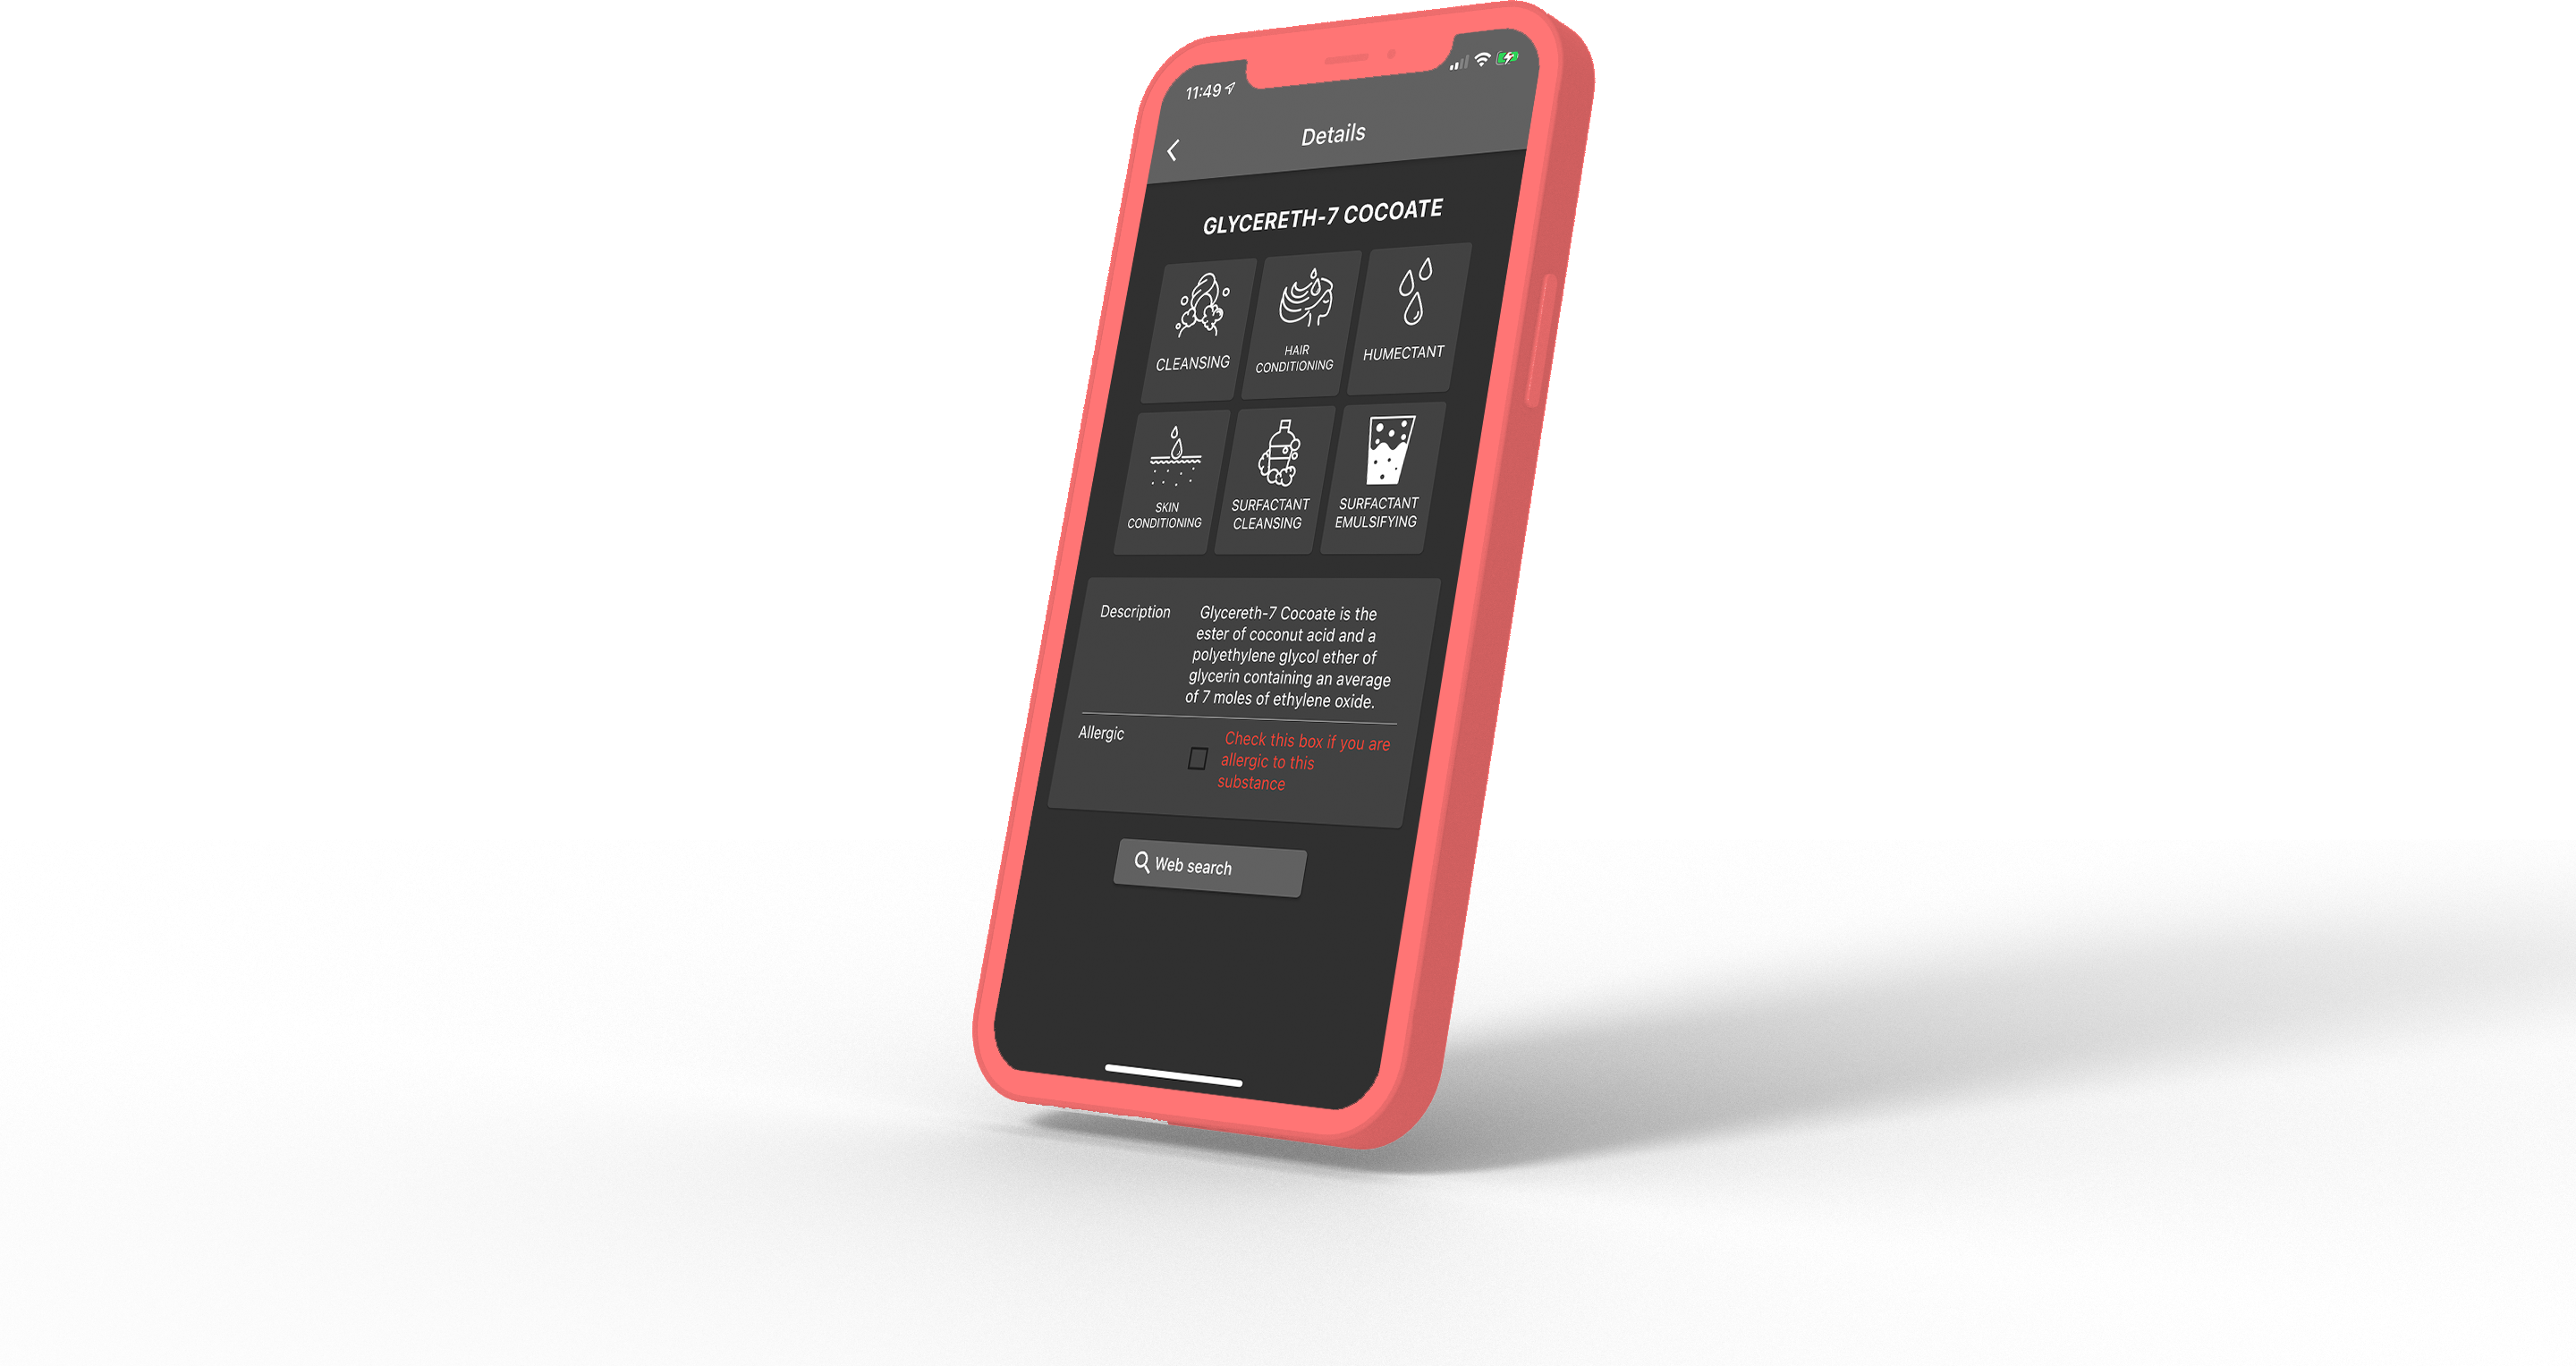 11:49
Details
GLYCERETH-7 COCOATE
CLEANSING
HAIR
CONDITIONING
HUMECTANT
SKIN
CONDITIONING
SURFACTANT
CLEANSING
SURFACTANT
EMULSIFYING
Description
Glycereth-7 Cocoate is the
ester of coconut acid and a
polyethylene glycol ether of
glycerin containing an average
of 7 moles of ethylene oxide.
Allergic
Check this box if you are
allergic to this
substance
Web search